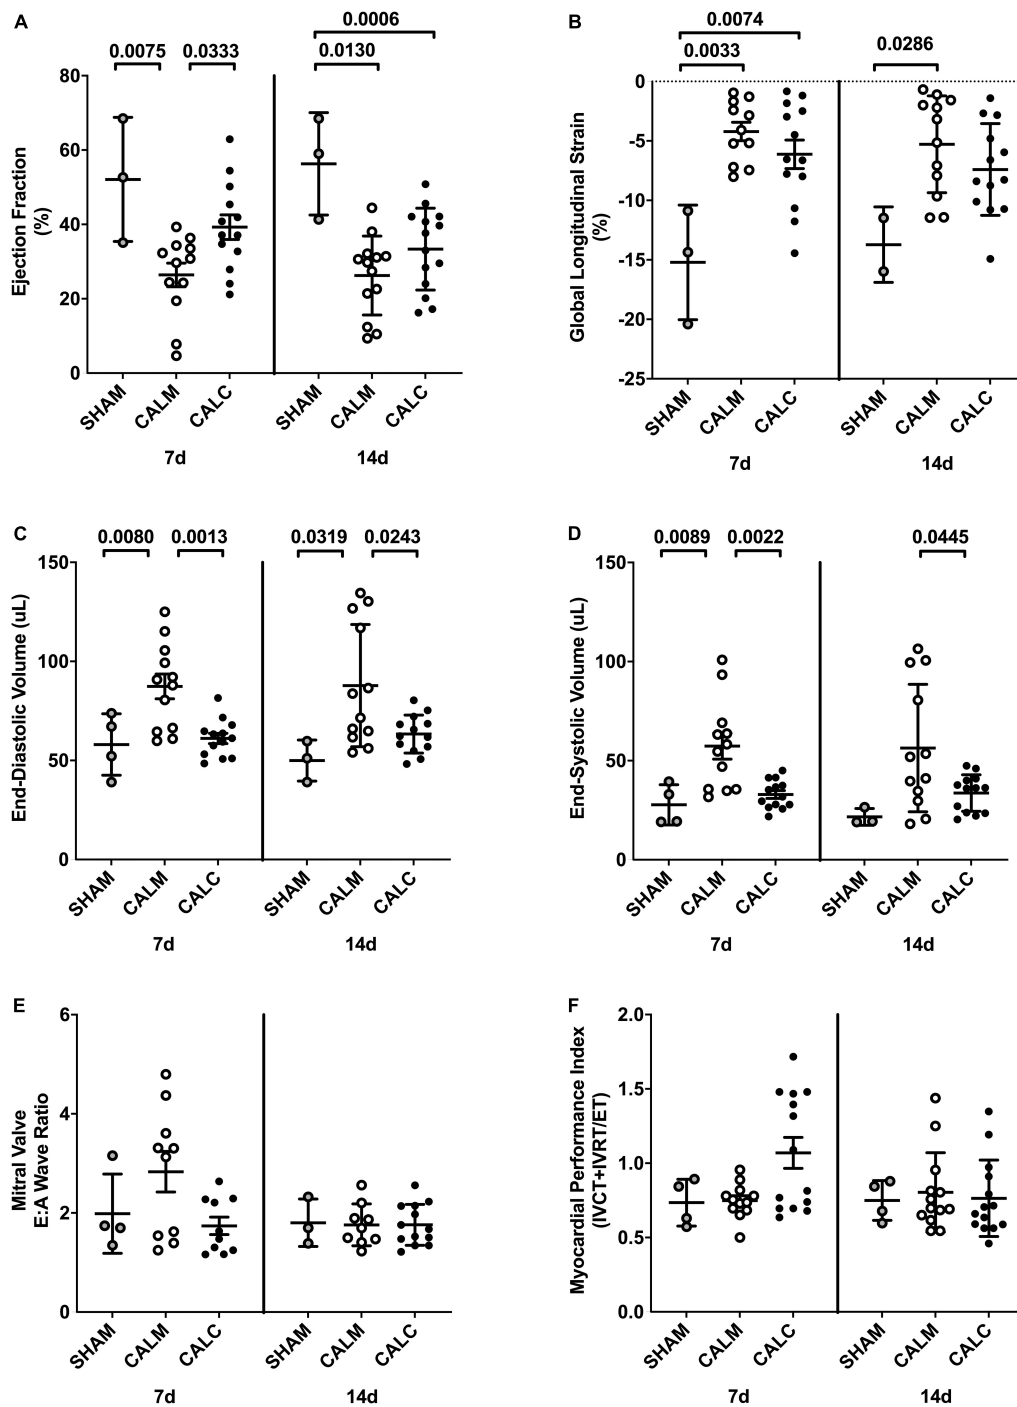 A
0.0006
0.0075 0.0333 0.0130
80
60
40
20
0
Ejection Fraction
(%)
SHAM CALM CALC SHAM CALM CALC
7d 14d
B
0.0074
0.0033 0.0286
0
-5
-10
-15
-20
-25
Global Longitudinal Strain
(%)
SHAM CALM CALC SHAM CALM CALC
7d 14d
C
0.0080 0.0013 0.0319 0.0243
150
100
50
0
End-Diastolic Volume (uL)
SHAM CALM CALC SHAM CALM CALC
7d 14d
D
0.0089 0.0022 0.0445
150
100
50
0
End-Systolic Volume (uL)
SHAM CALM CALC SHAM CALM CALC
7d 14d
E
6
4
2
0
Mitral Valve
E:A Wave Ratio
SHAM CALM CALC SHAM CALM CALC
7d 14d
F
2.0
1.5
1.0
0.5
0.0
Myocardial Performance Index
(IVCT+IVRT/ET)
SHAM CALM CALC SHAM CALM CALC
7d 14d